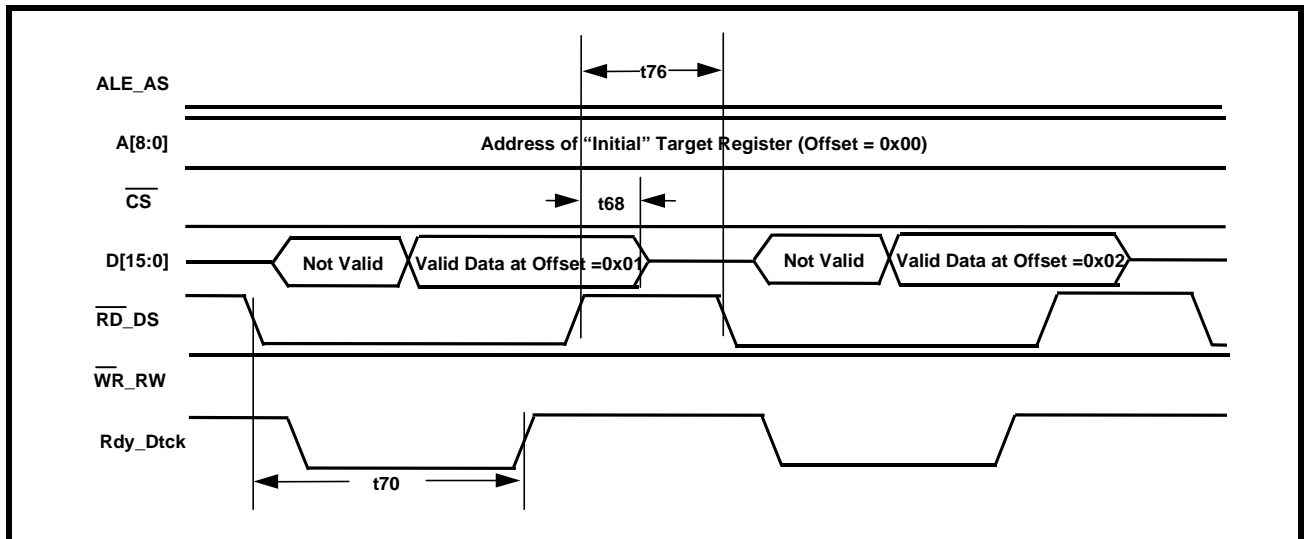 t76
ALE_AS
A[8:0]
Address of “Initial” Target Register (Offset = 0x00)
CS
t68
D[15:0]
Not Valid
Valid Data at Offset =0x01
Not Valid
Valid Data at Offset =0x02
RD_DS
WR_RW
Rdy_Dtck
t70